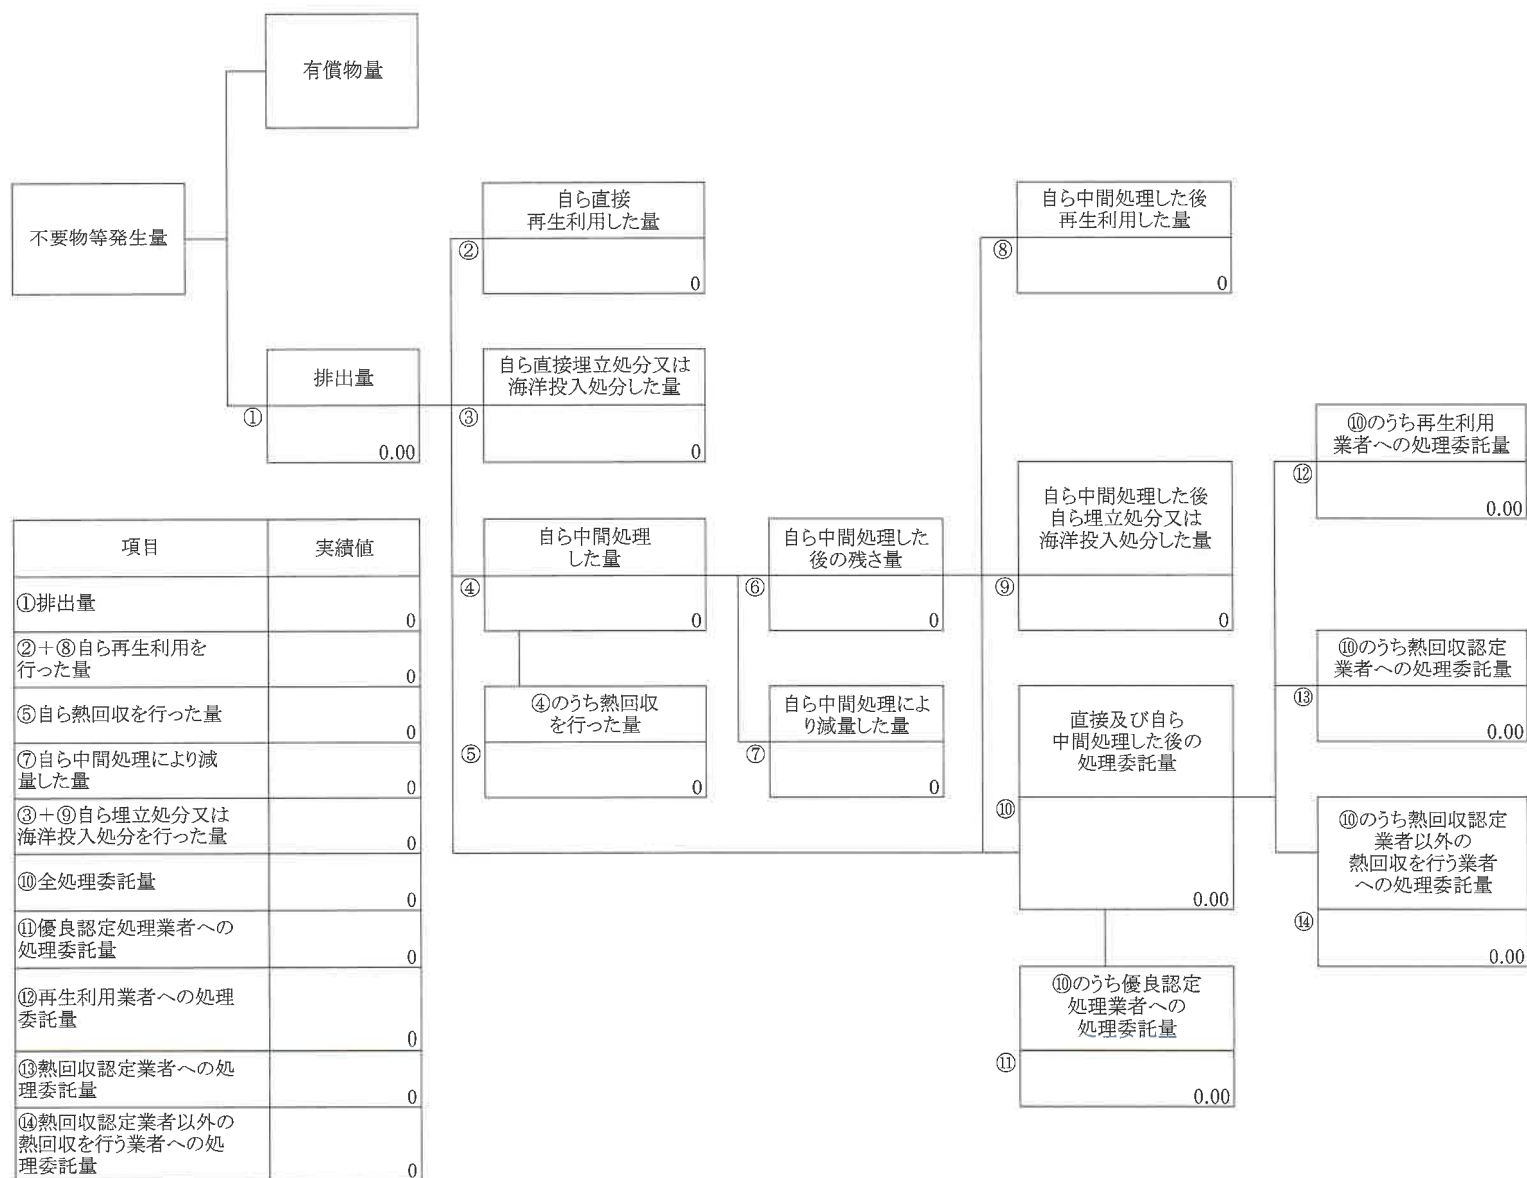 有償物量
不要物等発生量
自ら直接
再生利用した量
②
0
自ら中間処理した後
再生利用した量
⑧
0
排出量
①
0.00
自ら直接埋立処分又は
海洋投入処分した量
③
0
⑩のうち再生利用
業者への処理委託量
⑫
0.00
自ら中間処理
した量
④
0
自ら中間処理した
後の残さ量
⑥
0
自ら中間処理した後
自ら埋立処分又は
海洋投入処分した量
⑨
0
⑩のうち熱回収認定
業者への処理委託量
⑬
0.00
④のうち熱回収
を行った量
⑤
0
自ら中間処理によ
り減量した量
⑦
0
直接及び自ら
中間処理した後の
処理委託量
⑩
0.00
⑩のうち熱回収認定
業者以外の
熱回収を行う業者
への処理委託量
⑭
0.00
⑩のうち優良認定
処理業者への
処理委託量
⑪
0.00
項目 実績値
①排出量
0
②+⑧自ら再生利用を
行った量
0
⑤自ら熱回収を行った量
0
⑦自ら中間処理により減
量した量
0
③+⑨自ら埋立処分又は
海洋投入処分を行った量
0
⑩全処理委託量
0
⑪優良認定処理業者への
処理委託量
0
⑫再生利用業者への処理
委託量
0
⑬熱回収認定業者への処
理委託量
0
⑭熱回収認定業者以外の
熱回収を行う業者への処
理委託量
0